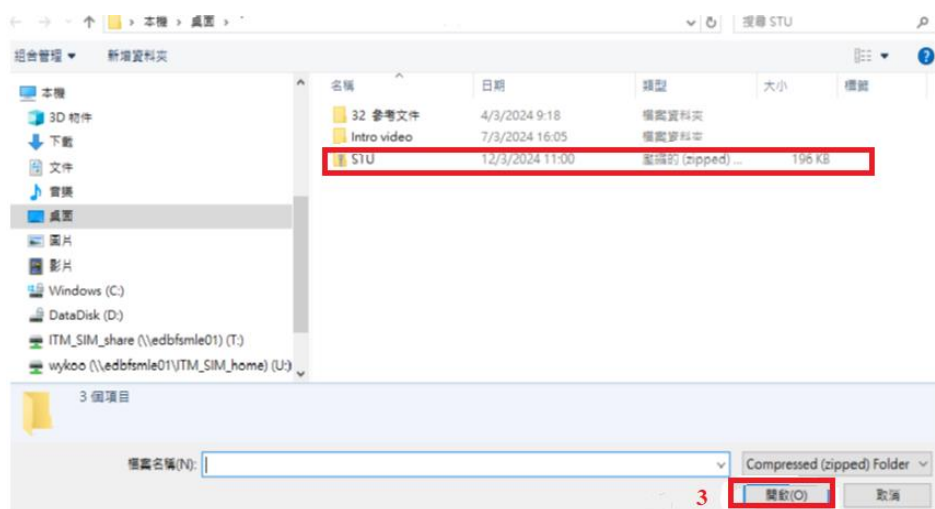 本機 › 桌面 ›
搜尋 STU
組合管理 新增資料夾
名稱 日期 類型 大小 標籤
本機
3D 物件
下載
文件
音樂
桌面
圖片
影片
Windows (C:)
DataDisk (D:)
ITM_SIM_share (\\edbfsmle01) (T:)
wykoo (\\edbfsmle01\ITM_SIM_home) (U:)
32 參考文件 4/3/2024 9:18 檔案資料夾
Intro video 7/3/2024 16:05 檔案資料夾
STU 12/3/2024 11:00 壓縮的 (zipped) ... 196 KB
3 個項目
檔案名稱(N):
Compressed (zipped) Folder
3 開啟(O) 取消